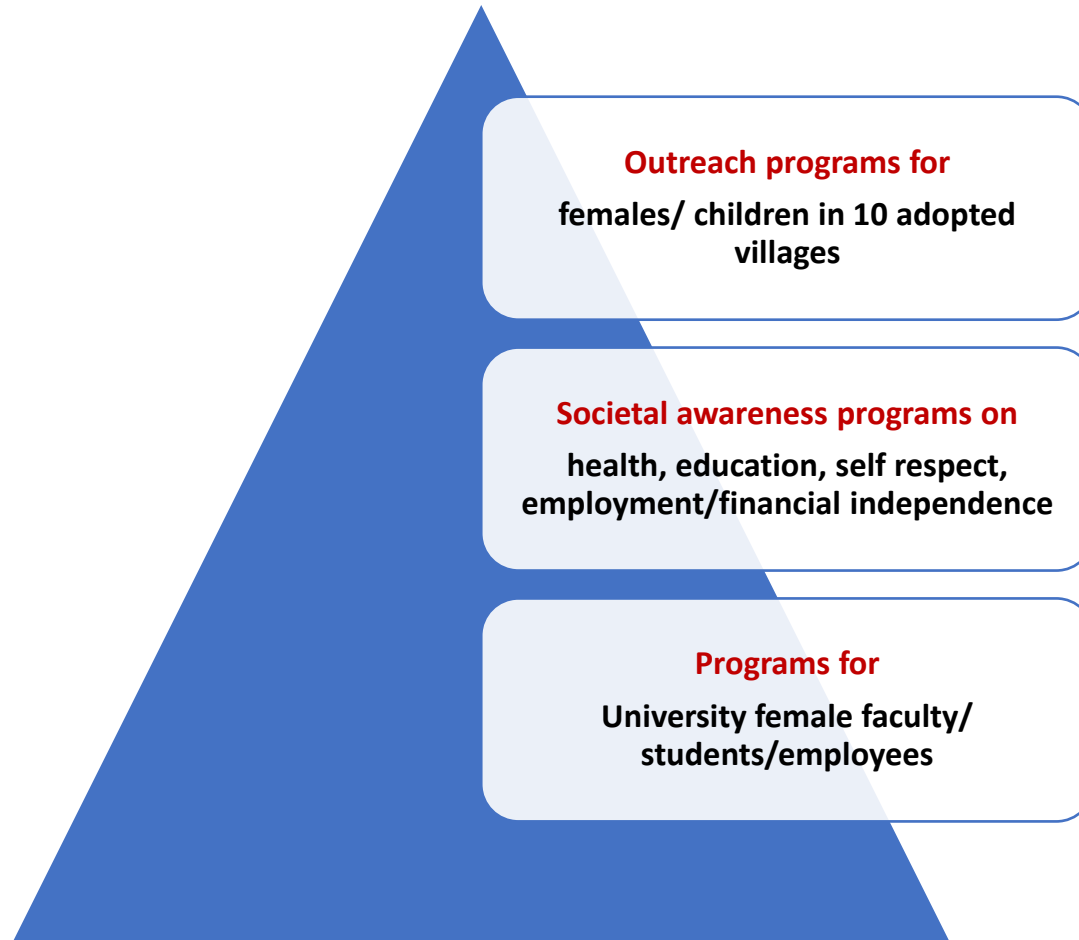 Outreach programs for
females/ children in 10 adopted
villages
Societal awareness programs on
health, education, self respect,
employment/financial independence
Programs for
University female faculty/
students/employees